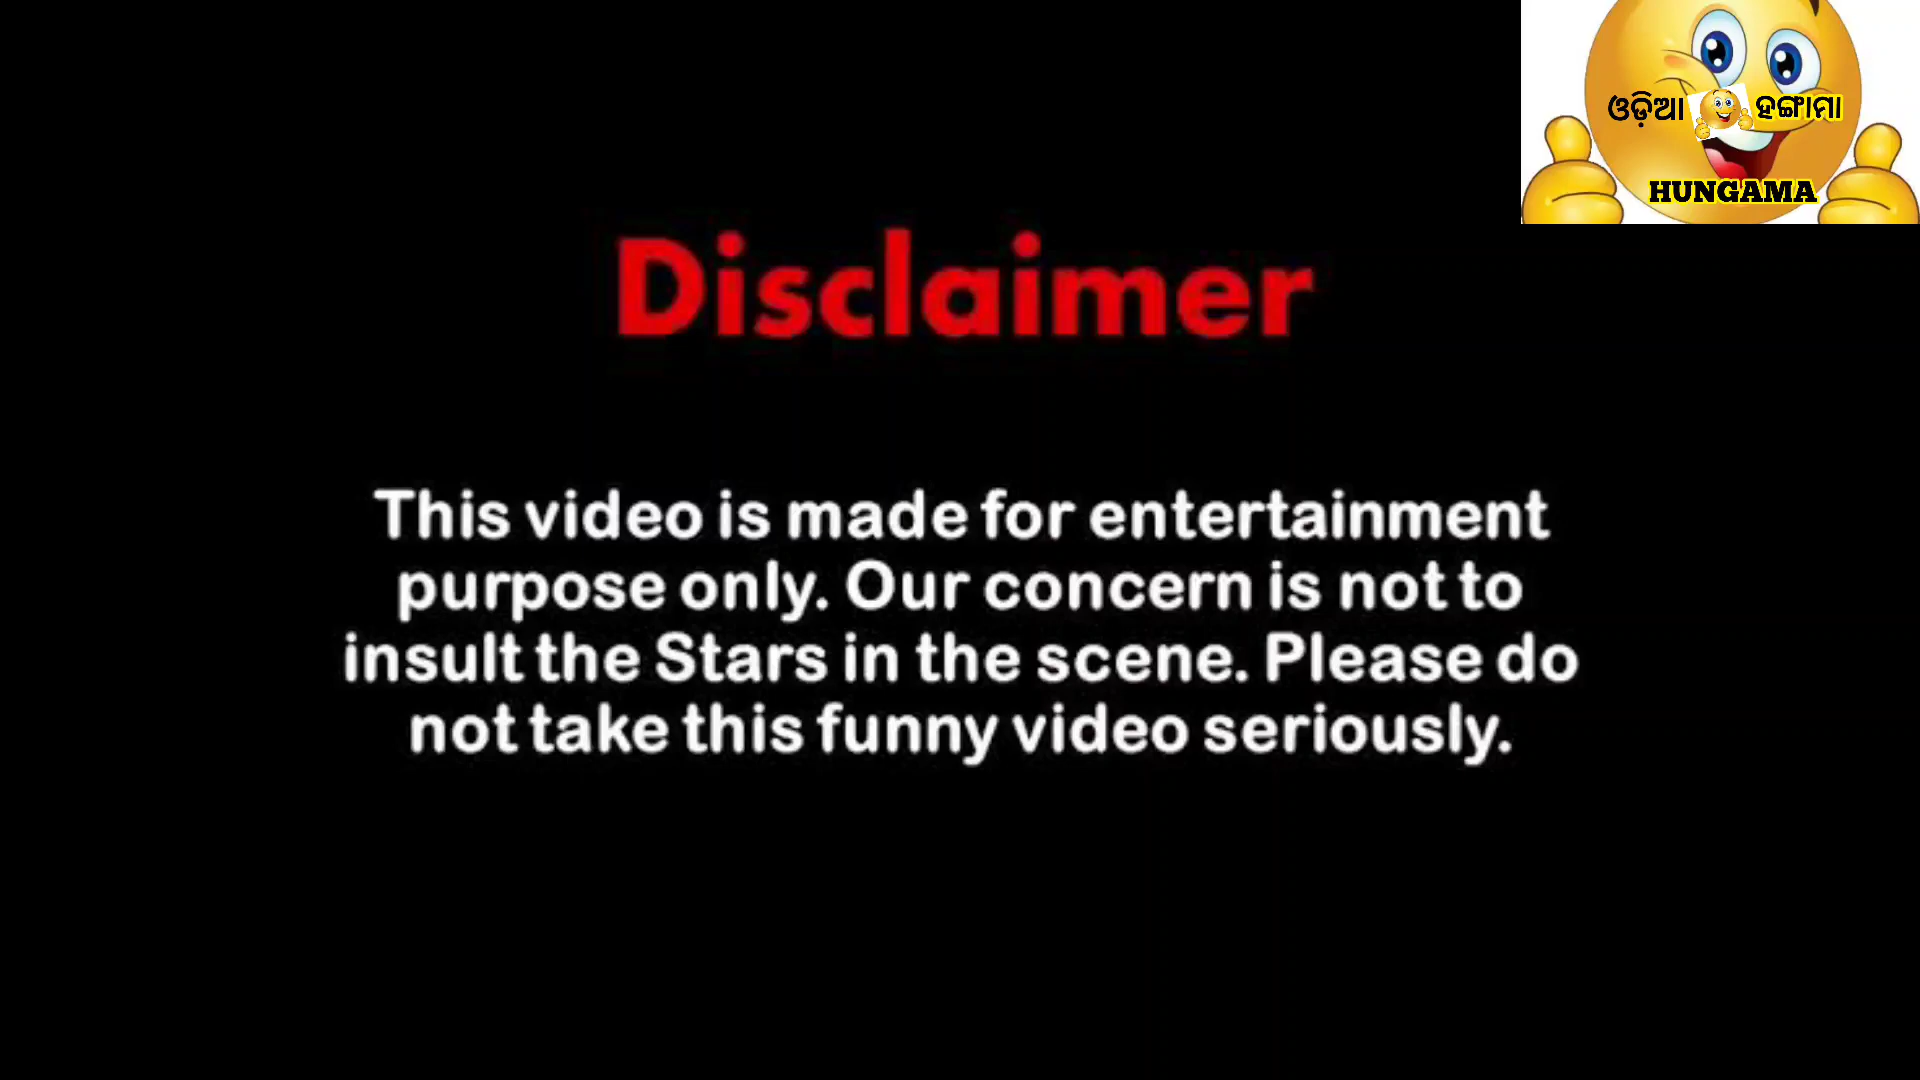 ଓଡ଼ିଆ ହଙ୍ଗାମା
HUNGAMA
Disclaimer
This video is made for entertainment
purpose only. Our concern is not to
insult the Stars in the scene. Please do
not take this funny video seriously.